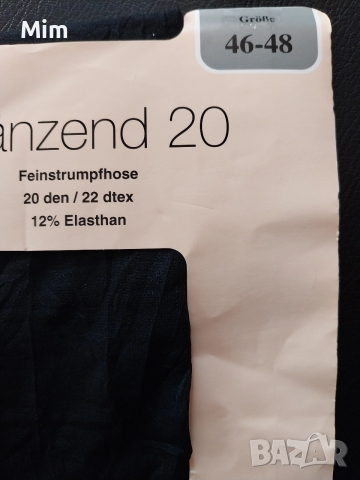 Mim
Größe
46-48
anzend 20
Feinstrumpfhose
20 den / 22 dtex
12% Elasthan
BAZAR